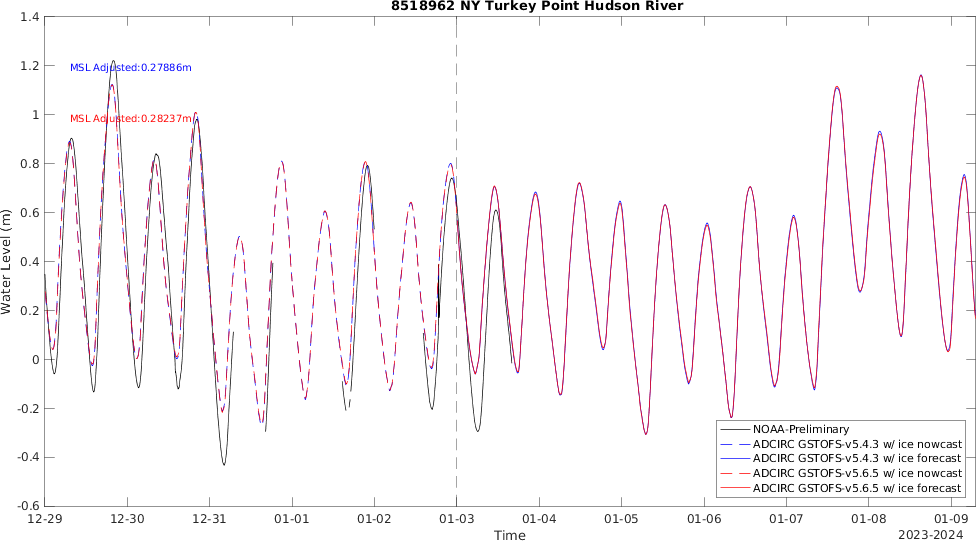 8518962 NY Turkey Point Hudson River
1.4
1.2
1
0.8
0.6
0.4
0.2
0
-0.2
-0.4
-0.6
Water Level (m)
MSL Adjusted:0.27886m
MSL Adjusted:0.28237m
NOAA-Preliminary
ADCIRC GSTOFS-v5.4.3 w/ ice nowcast
ADCIRC GSTOFS-v5.4.3 w/ ice forecast
ADCIRC GSTOFS-v5.6.5 w/ ice nowcast
ADCIRC GSTOFS-v5.6.5 w/ ice forecast
12-29 12-30 12-31 01-01 01-02 01-03 01-04 01-05 01-06 01-07 01-08 01-09
Time
2023-2024